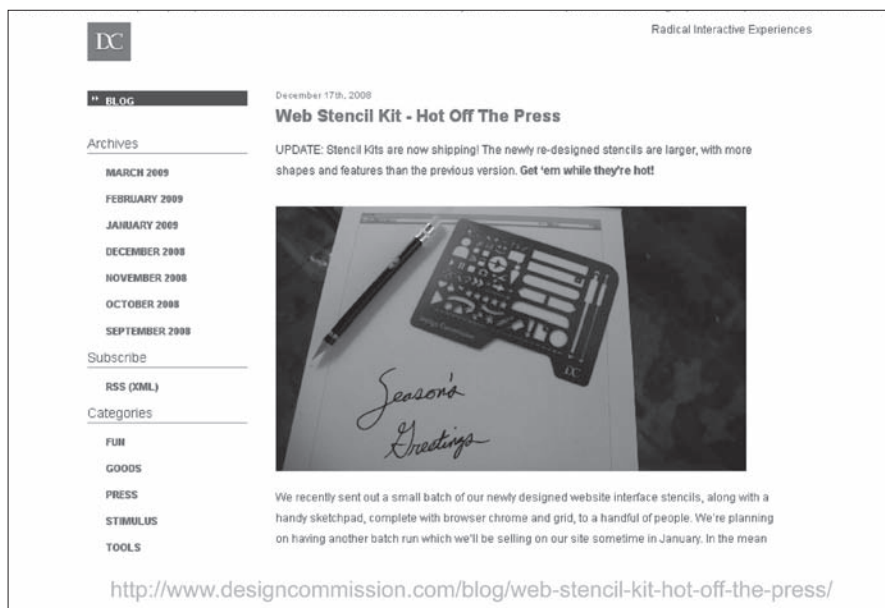 DC
Radical Interactive Experiences
BLOG
Archives
MARCH 2009
FEBRUARY 2009
JANUARY 2009
DECEMBER 2008
NOVEMBER 2008
OCTOBER 2008
SEPTEMBER 2008
Subscribe
RSS (XML)
Categories
FUN
GOODS
PRESS
STIMULUS
TOOLS
December 17th, 2008
Web Stencil Kit - Hot Off The Press
UPDATE: Stencil Kits are now shipping! The newly re-designed stencils are larger, with more
shapes and features than the previous version. Get 'em while they're hot!
Design Commission
DC
Season's
Greetings
We recently sent out a small batch of our newly designed website interface stencils, along with a
handy sketchpad, complete with browser chrome and grid, to a handful of people. We're planning
on having another batch run which we'll be selling on our site sometime in January. In the mean
http://www.designcommission.com/blog/web-stencil-kit-hot-off-the-press/